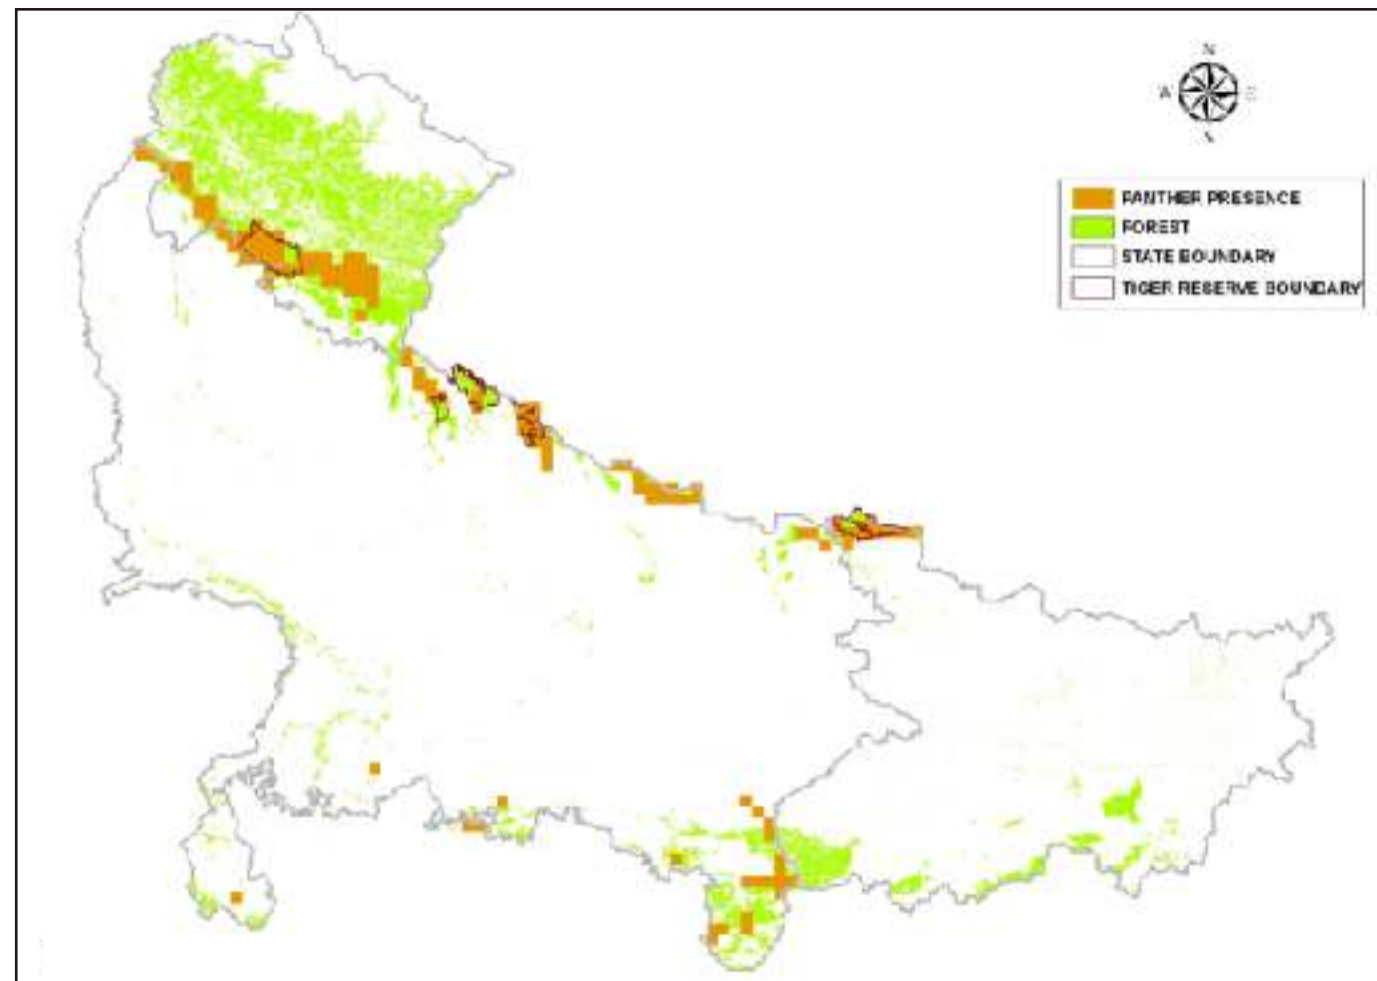 N
PANTHER PRESENCE
FOREST
STATE BOUNDARY
TIGER RESERVE BOUNDARY